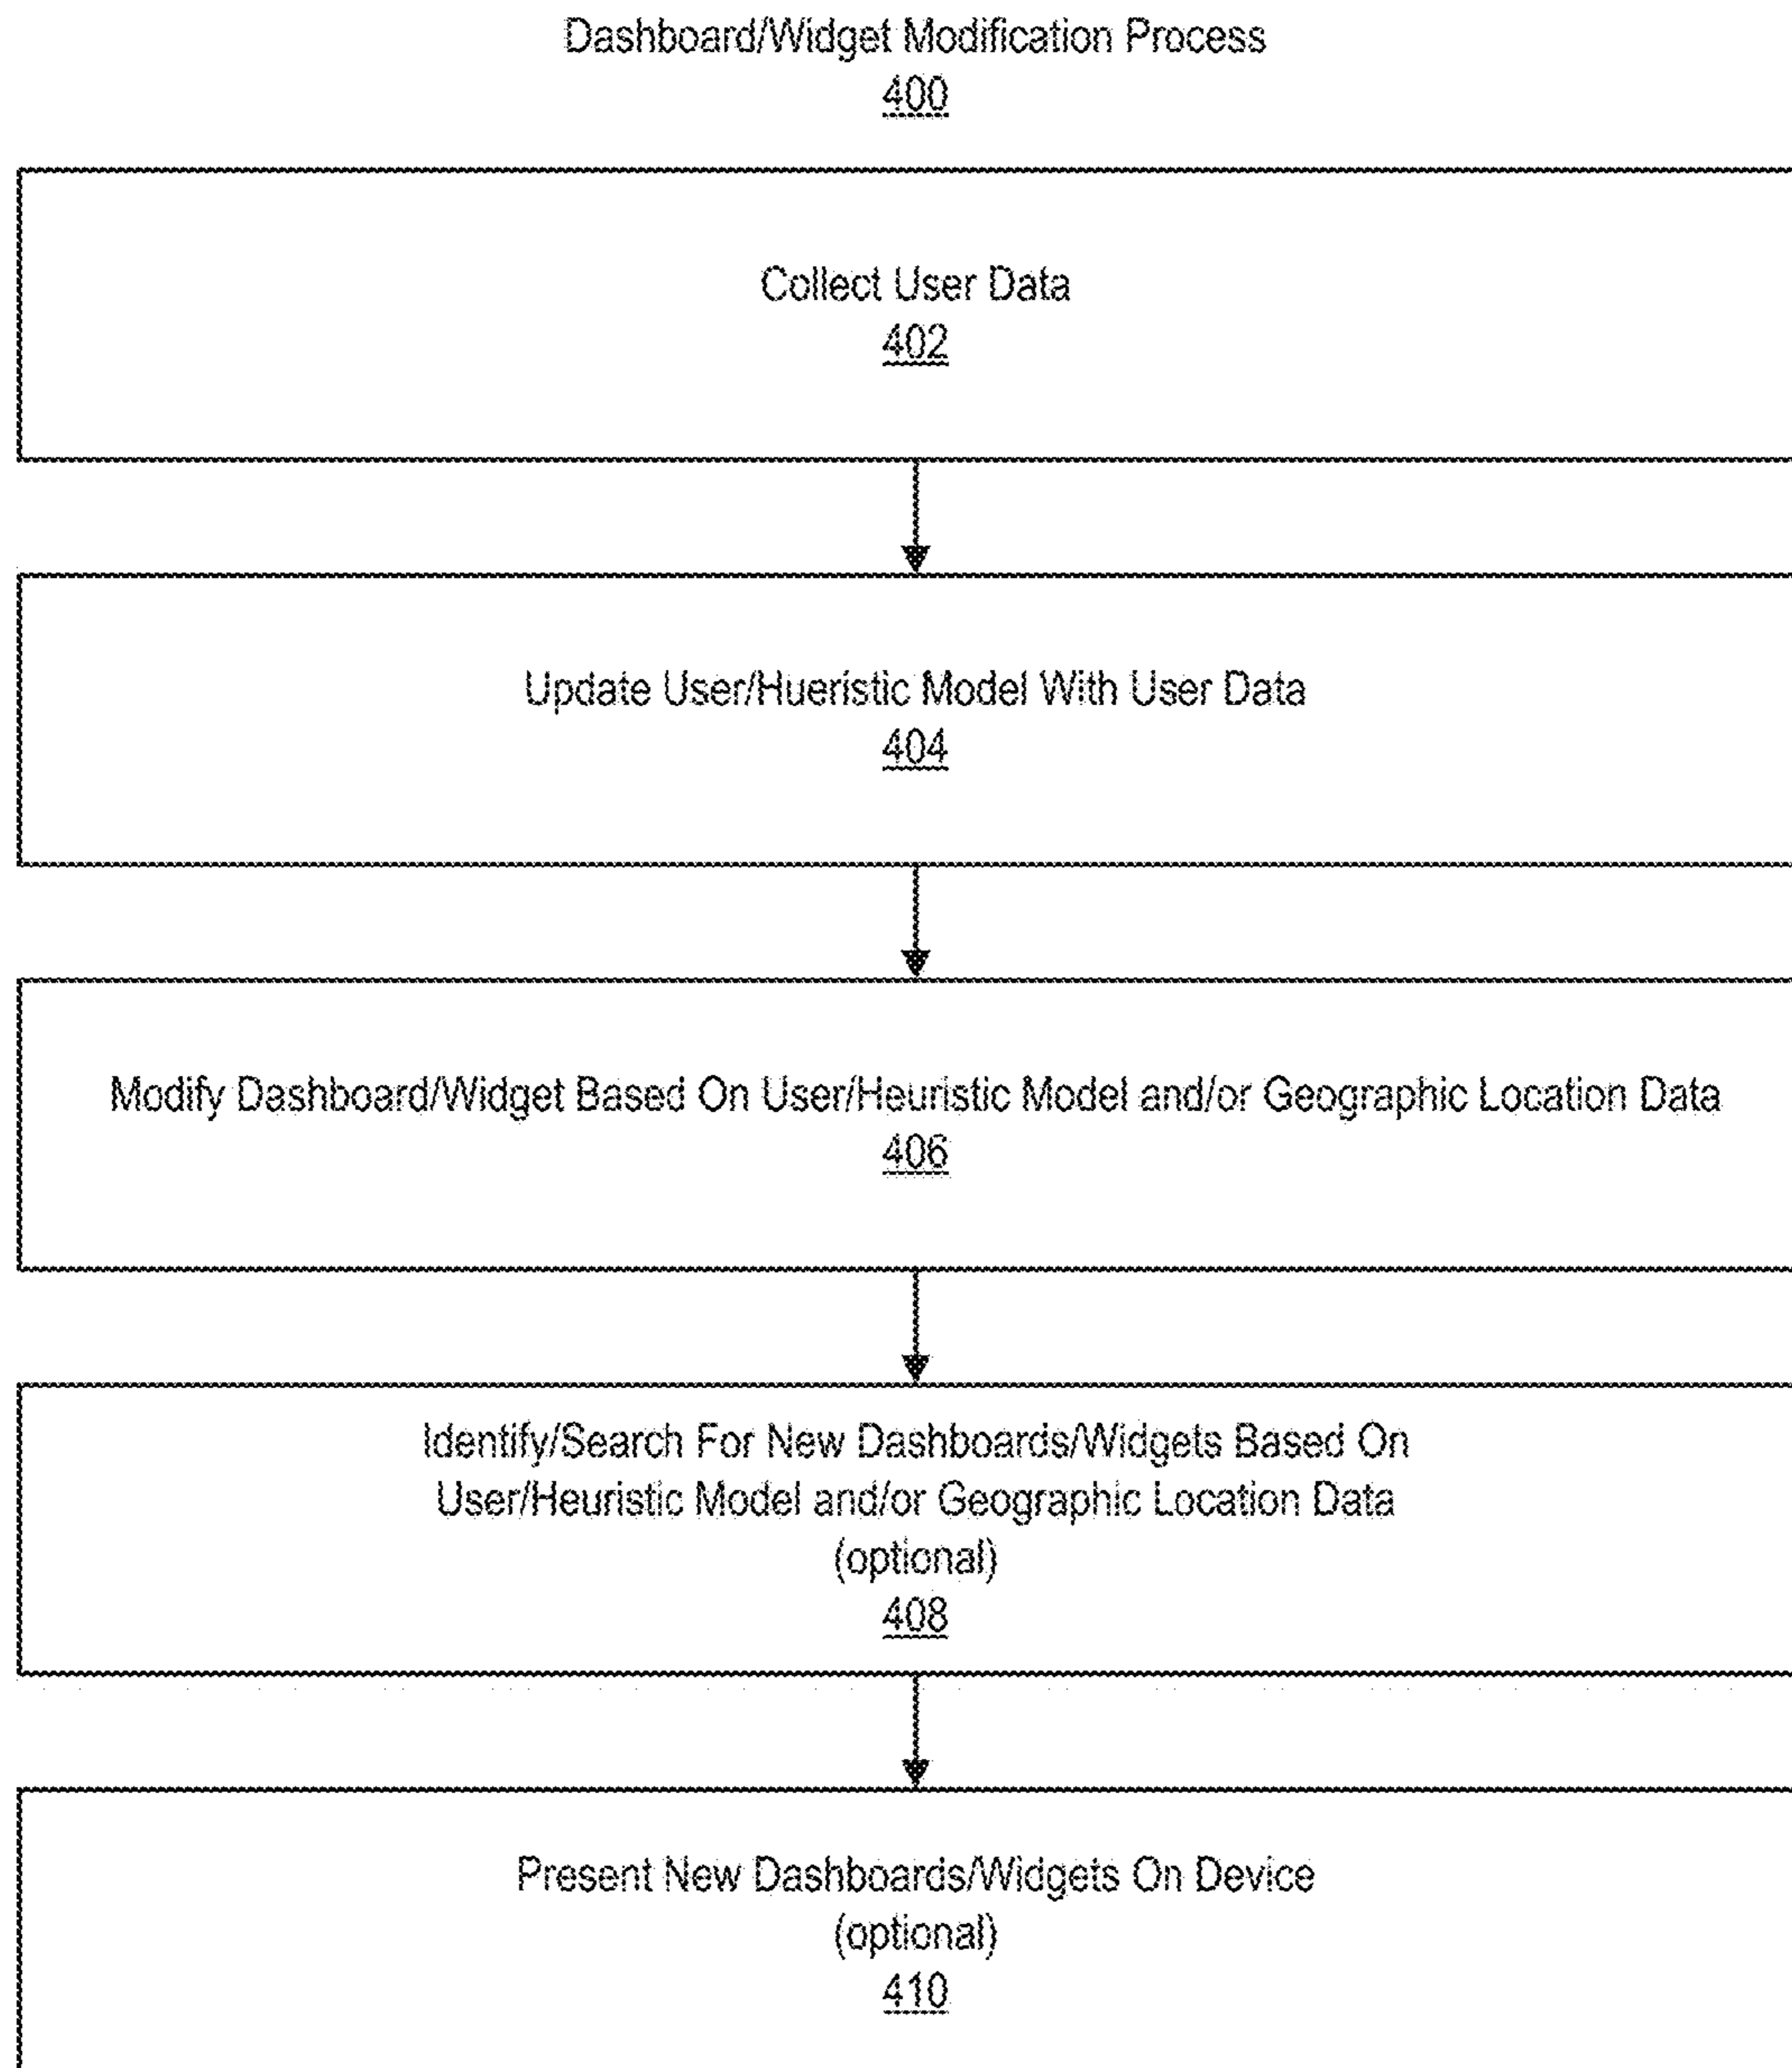 Dashboard/Widget Modification Process
400
Collect User Data
402
Update User/Hueristic Model With User Data
404
Modify Dashboard/Widget Based On User/Heuristic Model and/or Geographic Location Data
406
Identify/Search For New Dashboards/Widgets Based On
User/Heuristic Model and/or Geographic Location Data
(optional)
408
Present New Dashboards/Widgets On Device
(optional)
410